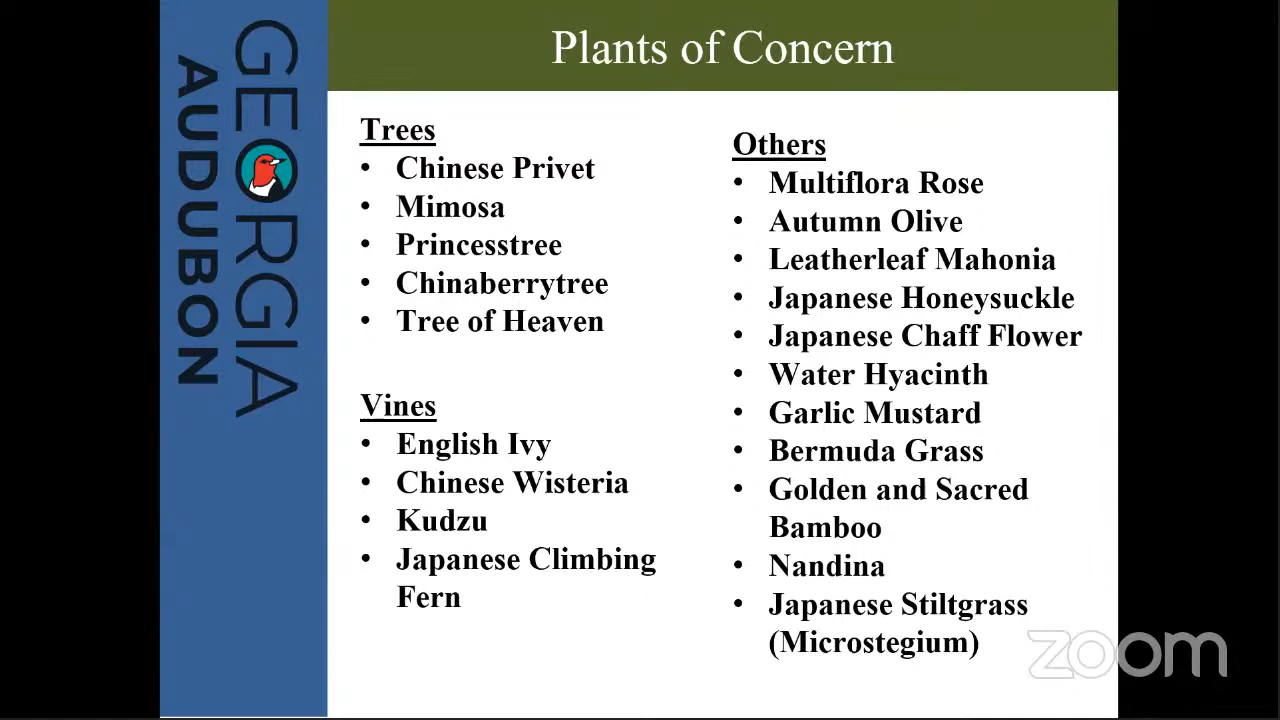 GEORGIA
AUDUBON
Plants of Concern
Trees
• Chinese Privet
• Mimosa
• Princesstree
• Chinaberrytree
• Tree of Heaven
Vines
• English Ivy
• Chinese Wisteria
• Kudzu
• Japanese Climbing
Fern
Others
• Multiflora Rose
• Autumn Olive
• Leatherleaf Mahonia
• Japanese Honeysuckle
• Japanese Chaff Flower
• Water Hyacinth
• Garlic Mustard
• Bermuda Grass
• Golden and Sacred
Bamboo
• Nandina
• Japanese Stiltgrass
(Microstegium)
zoom